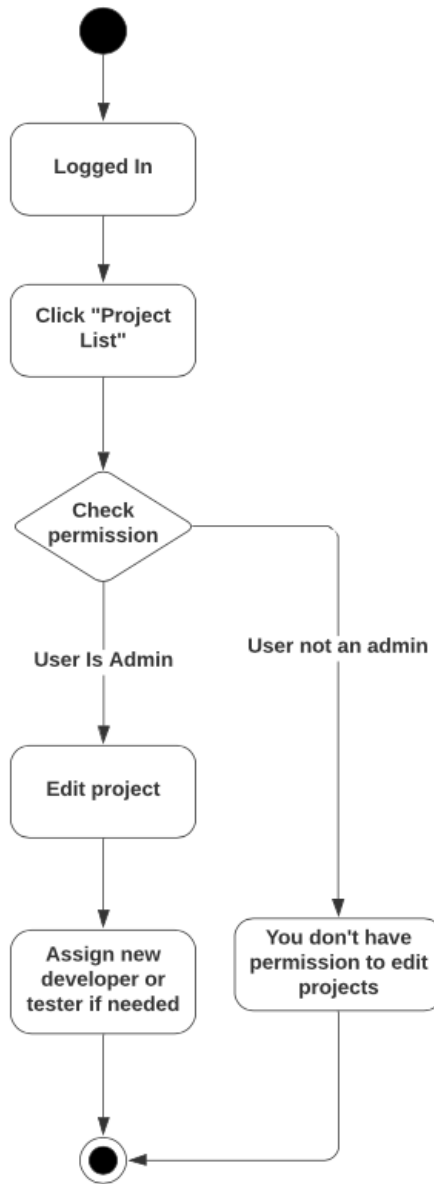 Logged In
Click "Project
List"
Check
permission
User Is Admin
User not an admin
Edit project
Assign new
developer or
tester if needed
You don't have
permission to edit
projects